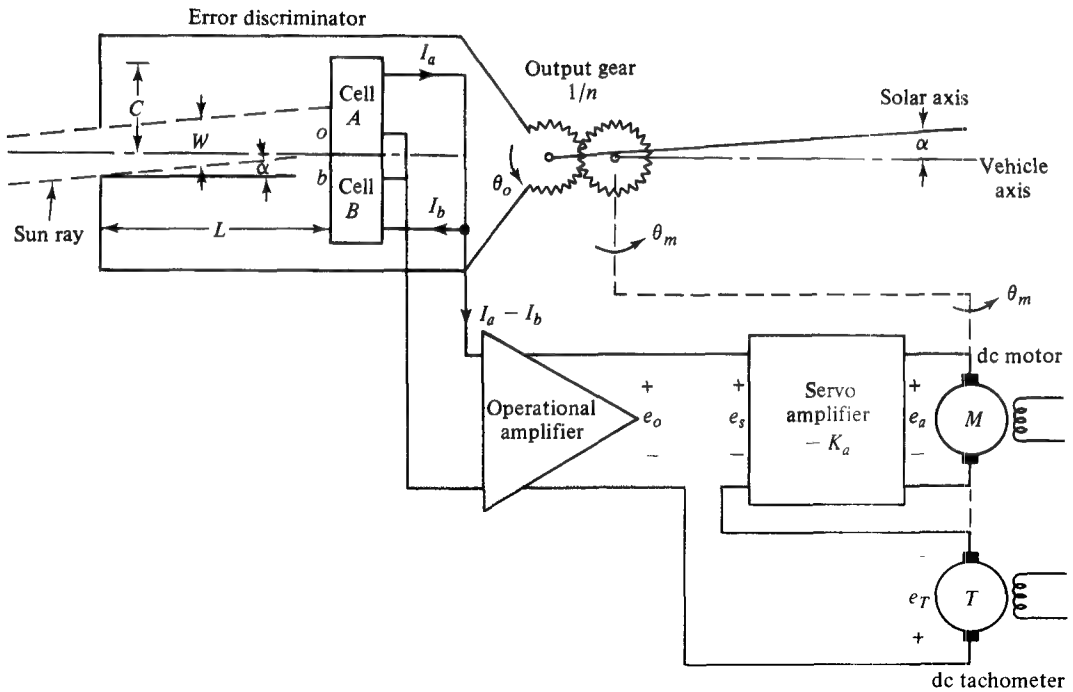 Error discriminator
I_a
Output gear
1/n
Cell
A
C
Solar axis
W
o
α
α
b
Cell
B
θ_o
Vehicle
axis
I_b
L
Sun ray
θ_m
θ_m
I_a − I_b
dc motor
Operational
amplifier
+
e_o
−
+
e_s
−
Servo
amplifier
− K_a
+
e_a
−
M
−
e_T
T
+
dc tachometer